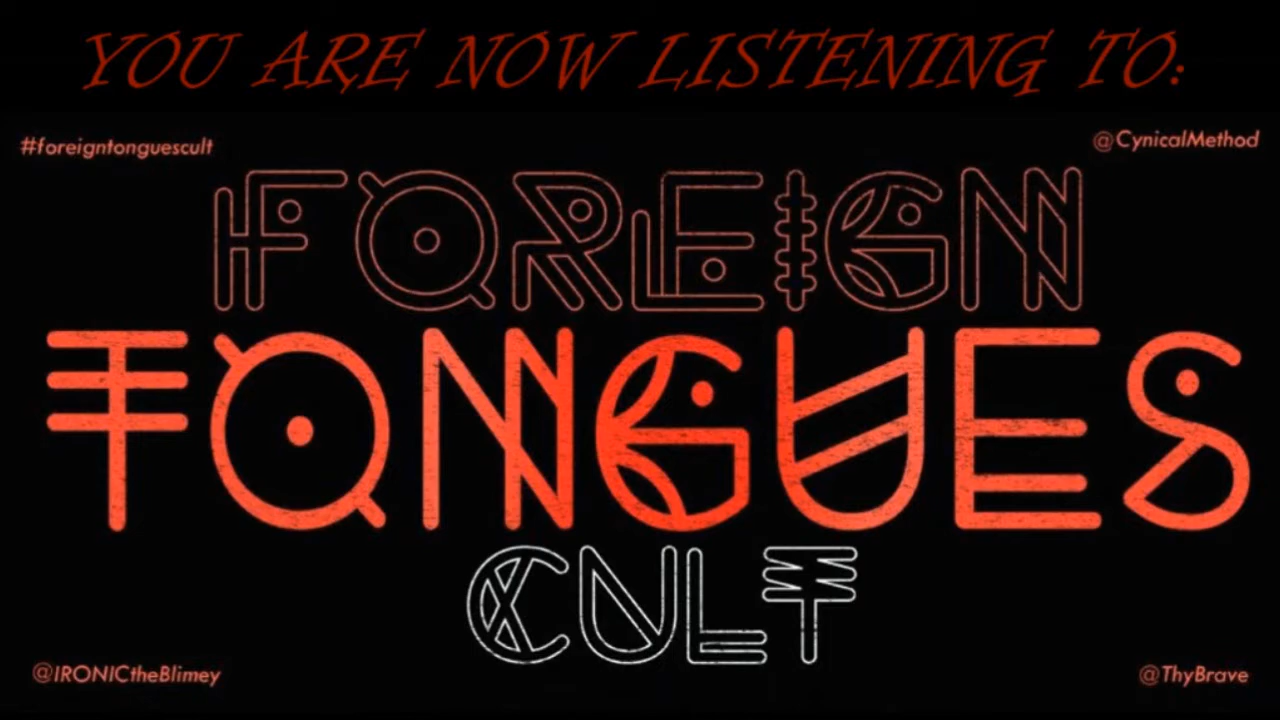 YOU ARE NOW LISTENING TO:
#foreigntonguescult
@CynicalMethod
FOREIGN
TONGUES
CULT
@IRONICtheBlimey
@ThyBrave